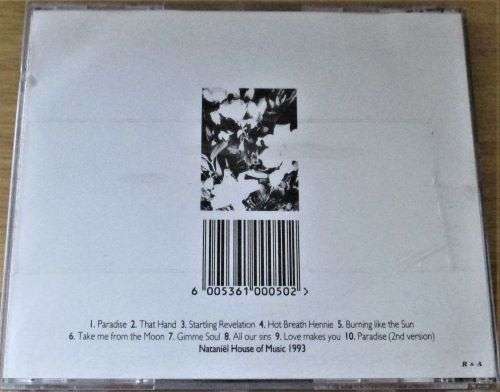 6 005361 000502 >
1. Paradise 2. That Hand 3. Startling Revelation 4. Hot Breath Hennie 5. Burning like the Sun
6. Take me from the Moon 7. Gimme Soul 8. All our sins 9. Love makes you 10. Paradise (2nd version)
Nataniël House of Music 1993
R & A